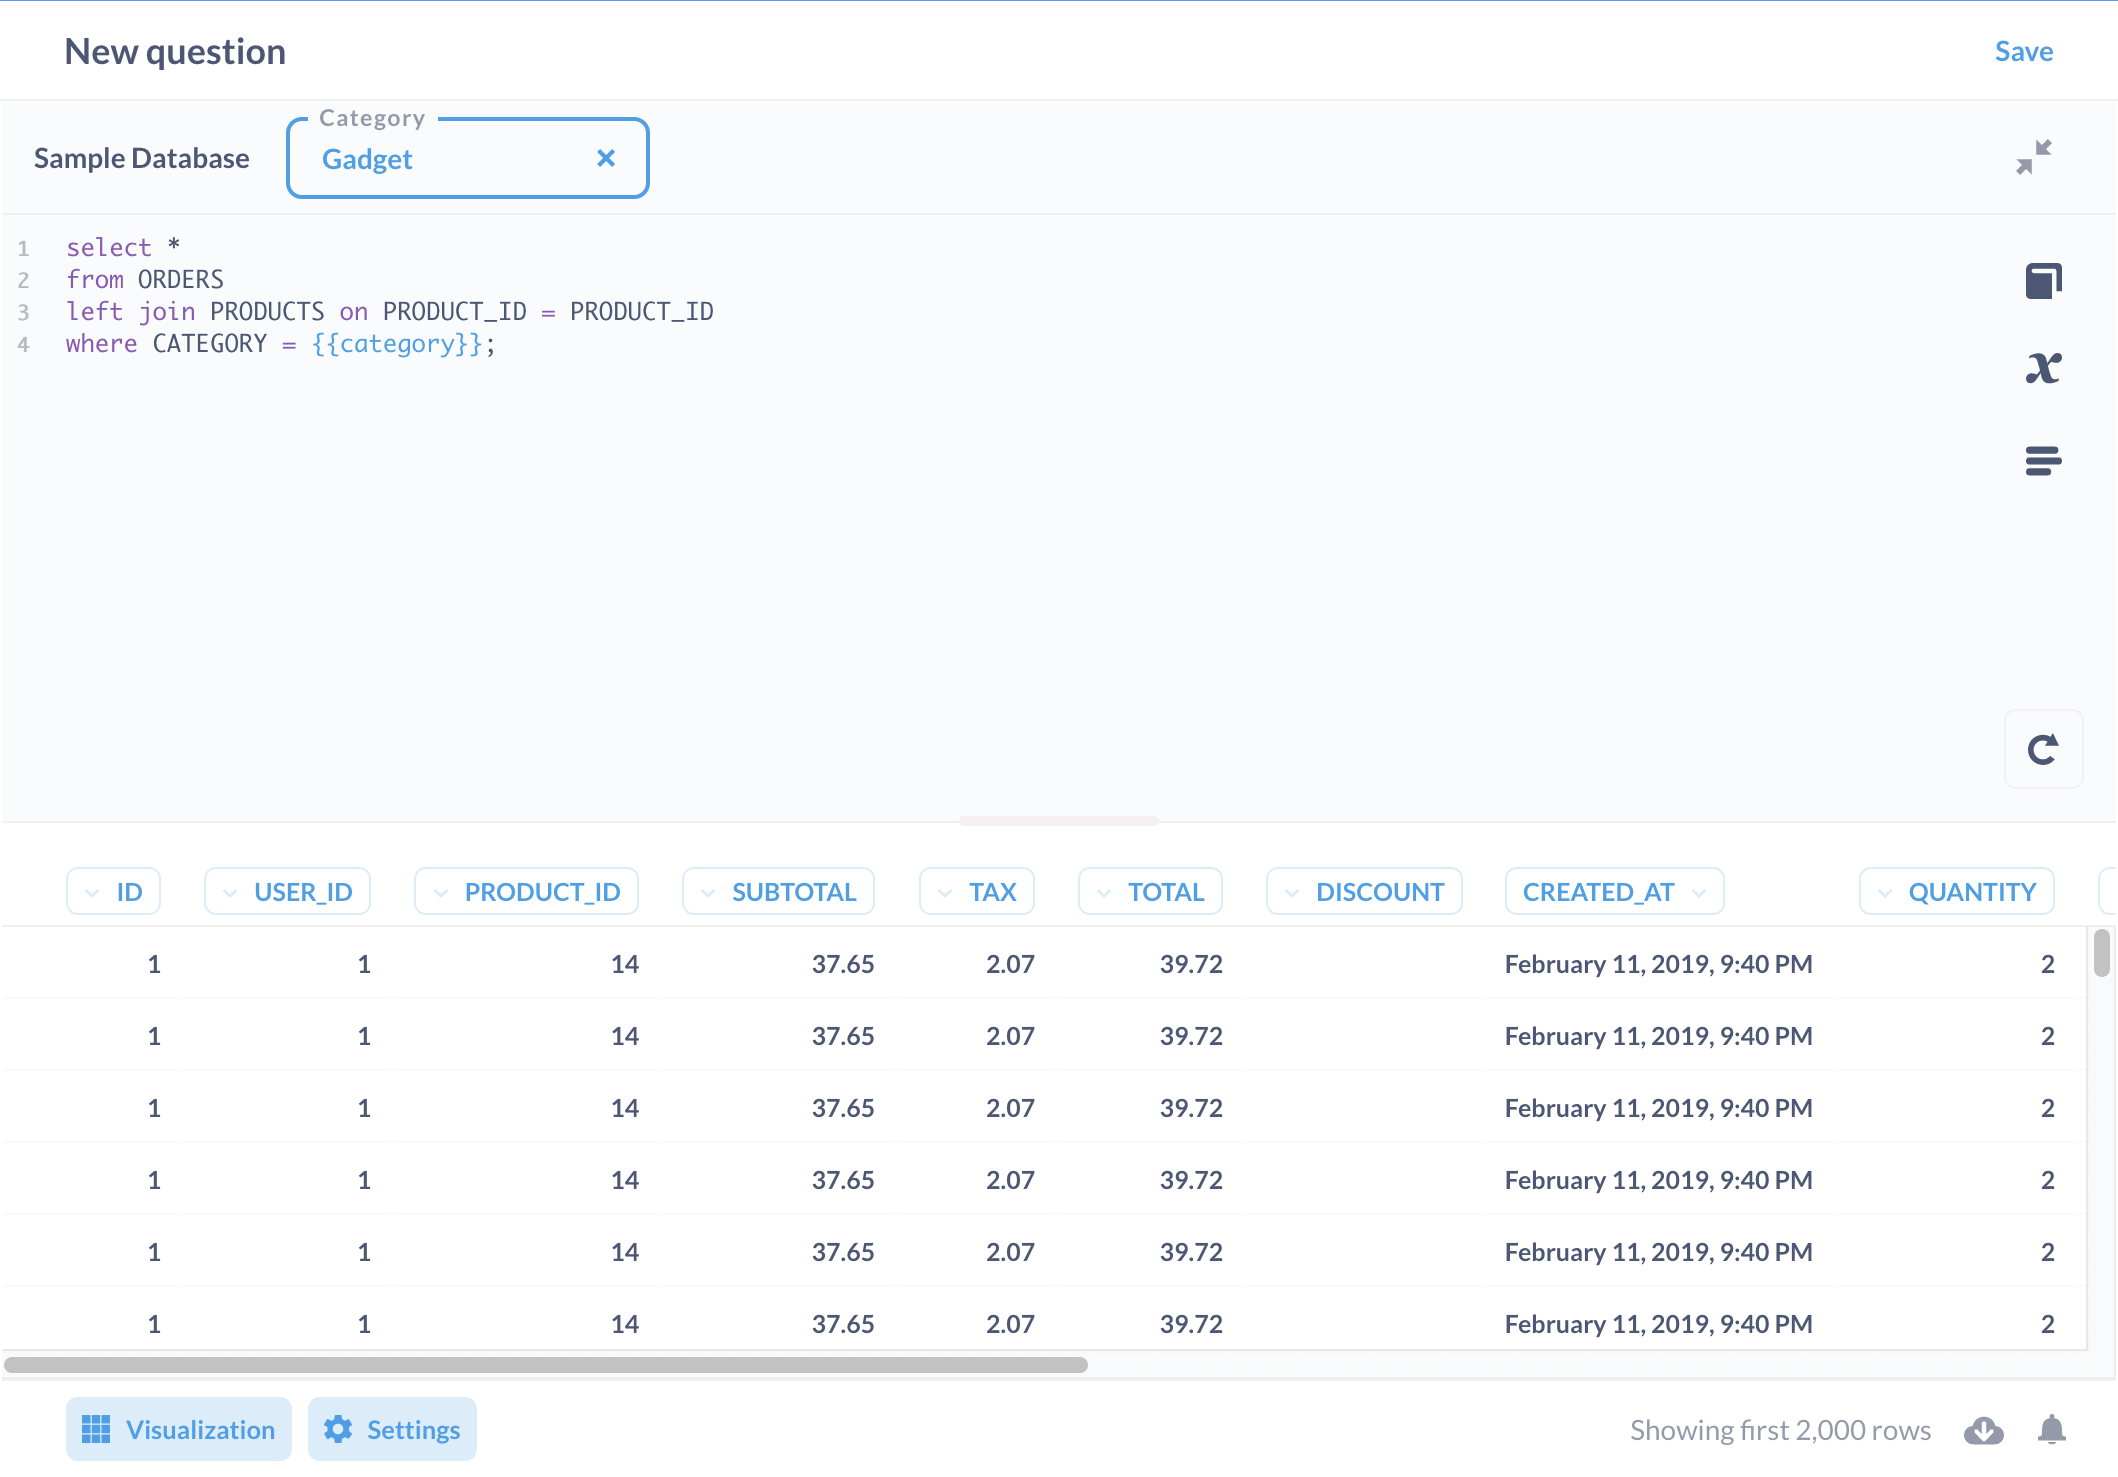 New question
Save
Category
Sample Database
Gadget
1 select *
2 from ORDERS
3 left join PRODUCTS on PRODUCT_ID = PRODUCT_ID
4 where CATEGORY = {{category}};
ID USER_ID PRODUCT_ID SUBTOTAL TAX TOTAL DISCOUNT CREATED_AT QUANTITY
1 1 14 37.65 2.07 39.72 February 11, 2019, 9:40 PM 2
1 1 14 37.65 2.07 39.72 February 11, 2019, 9:40 PM 2
1 1 14 37.65 2.07 39.72 February 11, 2019, 9:40 PM 2
1 1 14 37.65 2.07 39.72 February 11, 2019, 9:40 PM 2
1 1 14 37.65 2.07 39.72 February 11, 2019, 9:40 PM 2
1 1 14 37.65 2.07 39.72 February 11, 2019, 9:40 PM 2
Visualization Settings Showing first 2,000 rows